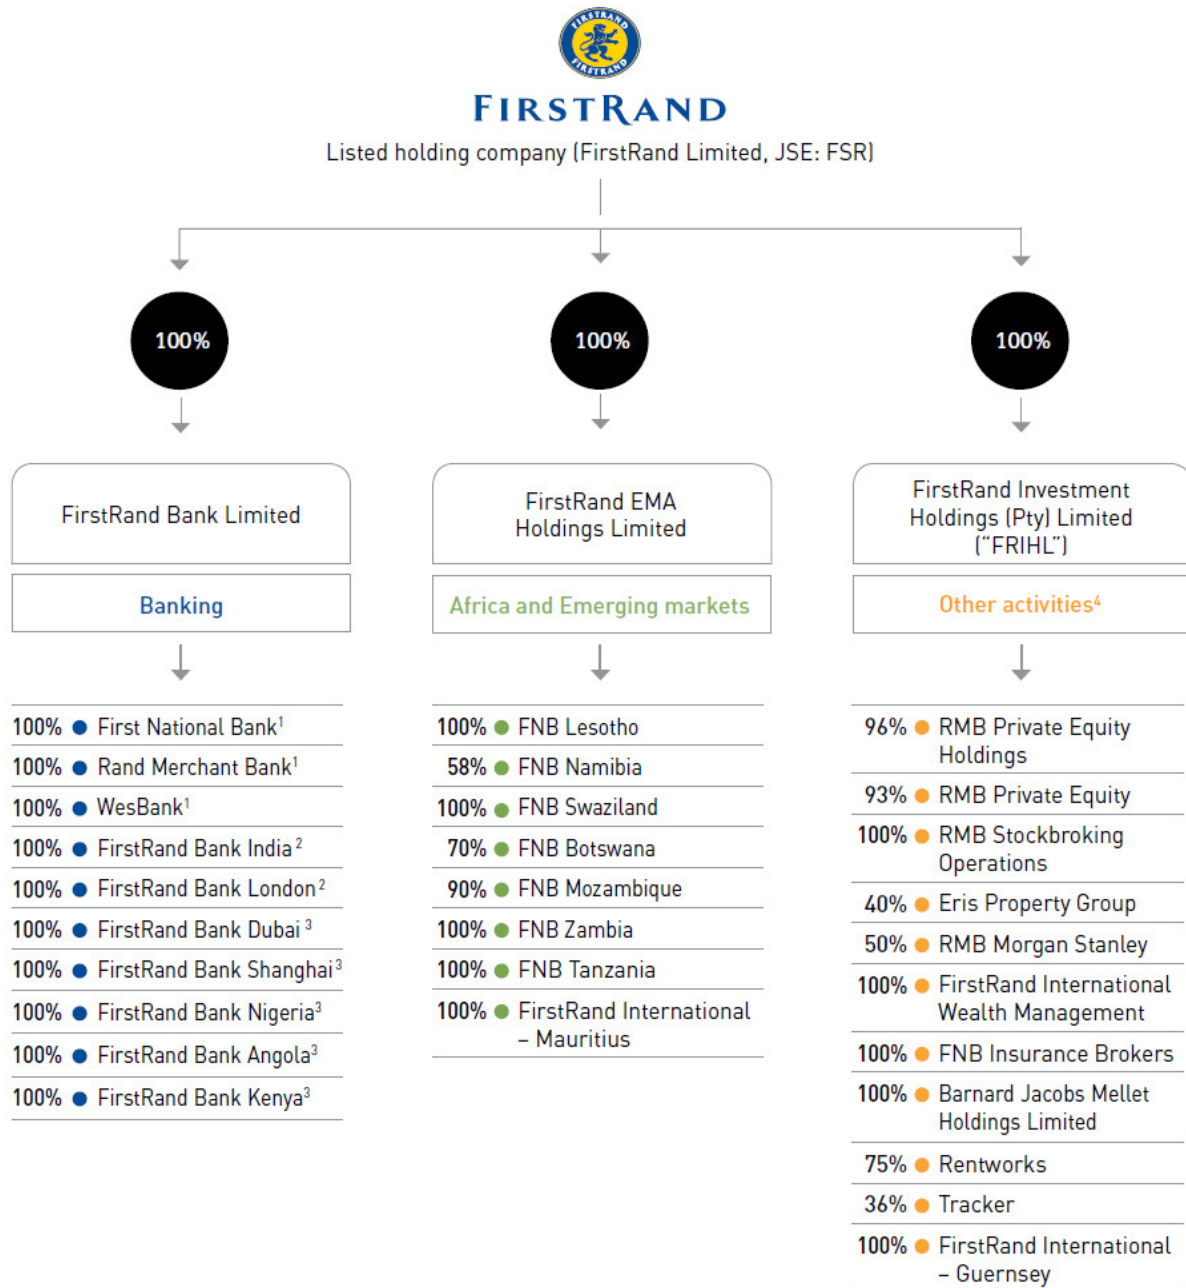 FIRSTRAND
FIRSTRAND
FIRSTRAND
Listed holding company (FirstRand Limited, JSE: FSR)
100%
100%
100%
FirstRand Bank Limited
Banking
100% First National Bank¹
100% Rand Merchant Bank¹
100% WesBank¹
100% FirstRand Bank India²
100% FirstRand Bank London²
100% FirstRand Bank Dubai³
100% FirstRand Bank Shanghai³
100% FirstRand Bank Nigeria³
100% FirstRand Bank Angola³
100% FirstRand Bank Kenya³
FirstRand EMA
Holdings Limited
Africa and Emerging markets
100% FNB Lesotho
58% FNB Namibia
100% FNB Swaziland
70% FNB Botswana
90% FNB Mozambique
100% FNB Zambia
100% FNB Tanzania
100% FirstRand International
– Mauritius
FirstRand Investment
Holdings (Pty) Limited
(“FRIHL”)
Other activities⁴
96% RMB Private Equity
Holdings
93% RMB Private Equity
100% RMB Stockbroking
Operations
40% Eris Property Group
50% RMB Morgan Stanley
100% FirstRand International
Wealth Management
100% FNB Insurance Brokers
100% Barnard Jacobs Mellet
Holdings Limited
75% Rentworks
36% Tracker
100% FirstRand International
– Guernsey